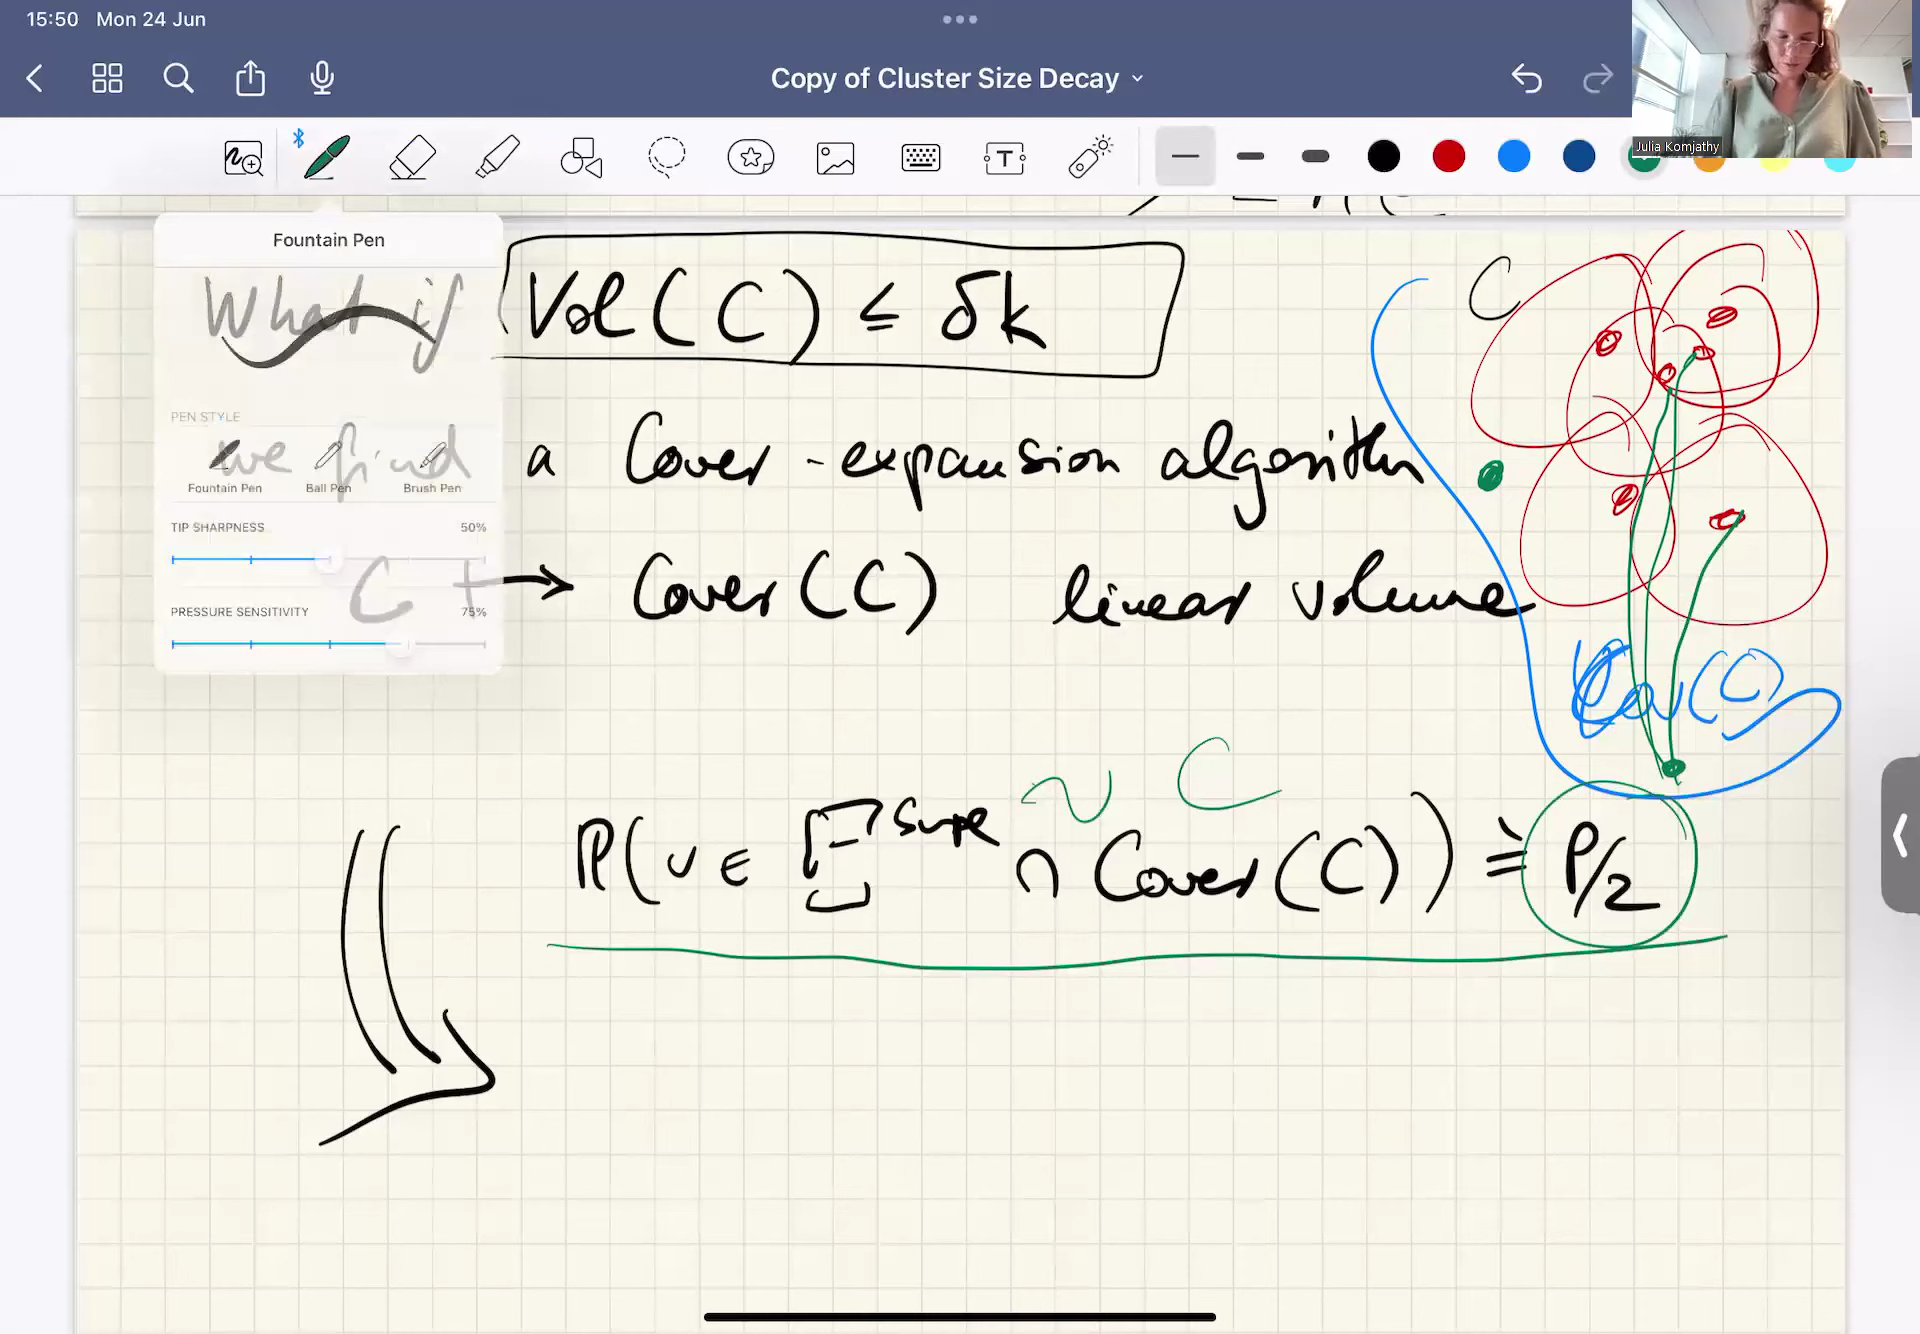 15:50 Mon 24 Jun
Copy of Cluster Size Decay
Julia Komjathy
Fountain Pen
What if Vol(C) ≤ δk
C
PEN STYLE
we find a Cover-expansion algorithm
Fountain Pen Ball Pen Brush Pen
TIP SHARPNESS 50%
C ↦ Cover(C) linear volume
PRESSURE SENSITIVITY 75%
Cov(C)
~ C
ℙ(v ∈ ∩ Cover(C)) ≥ P/2